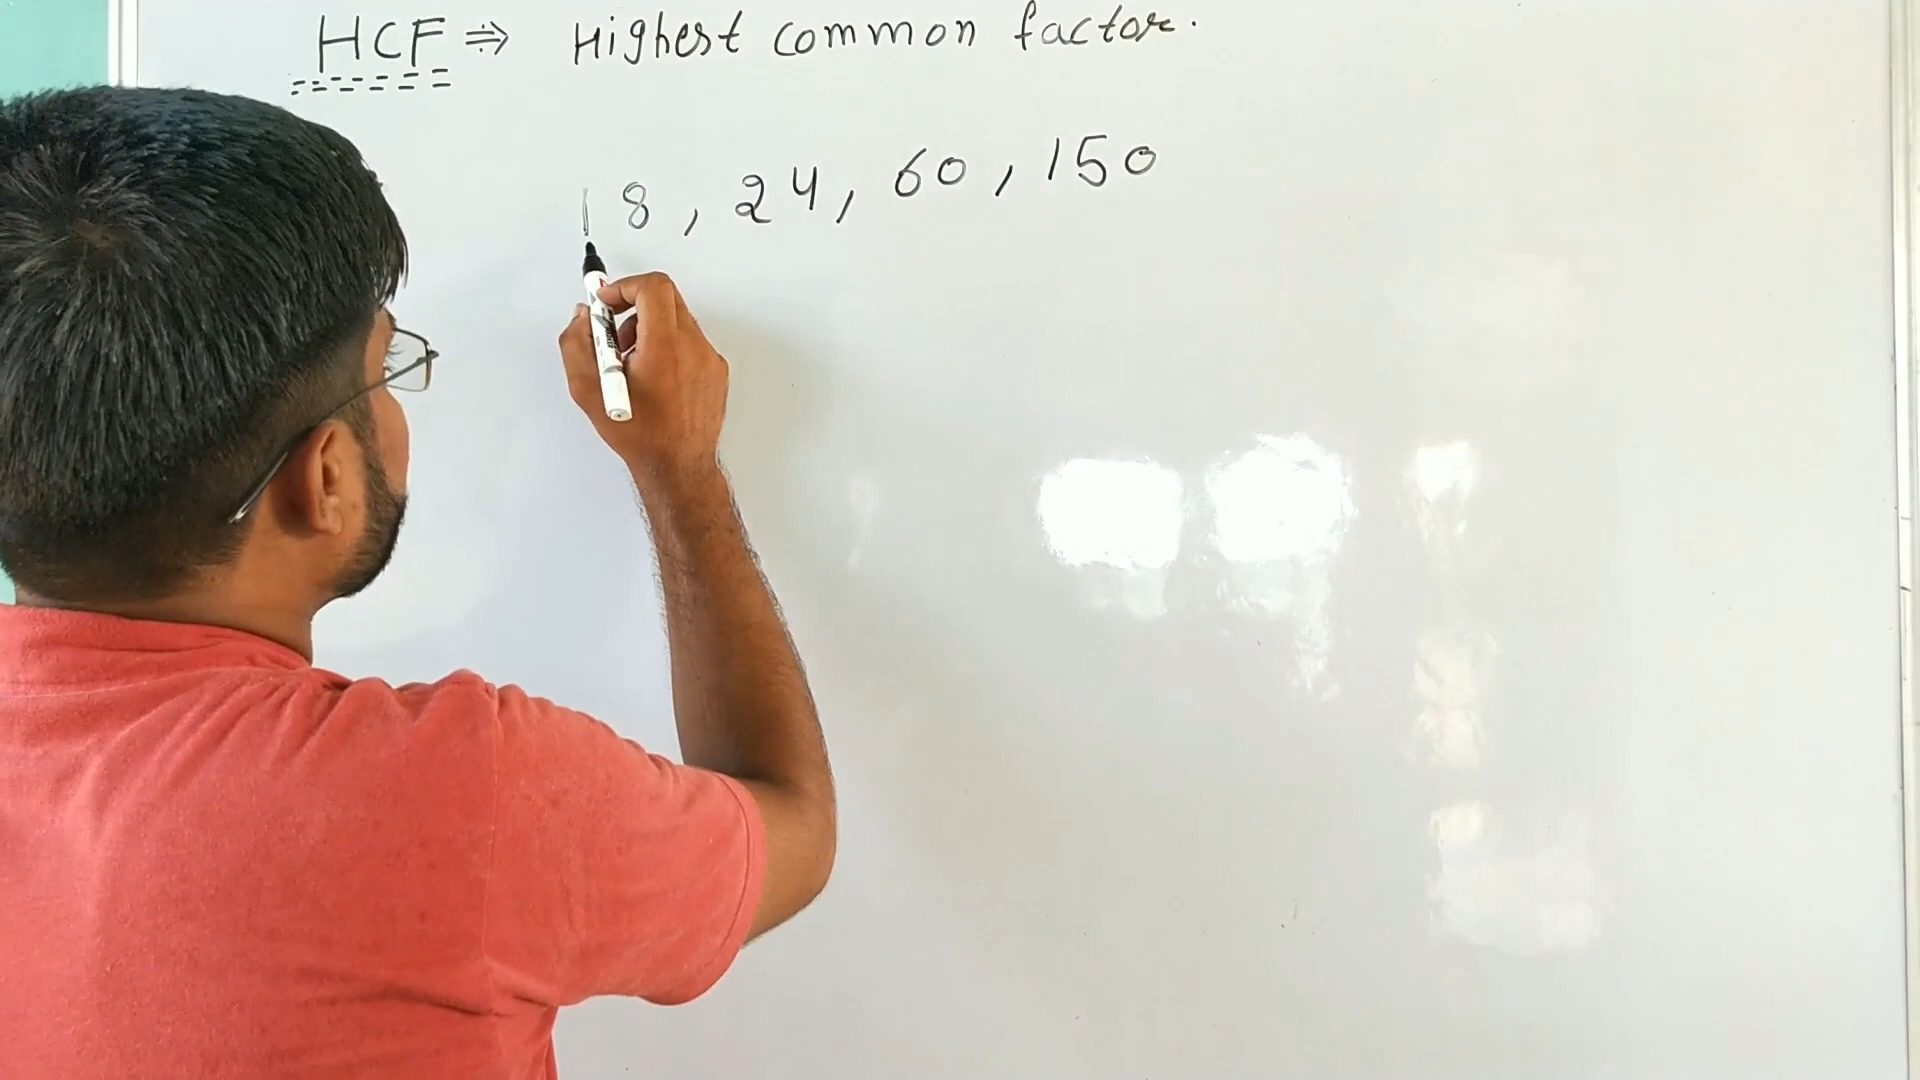 HCF ⇒ Highest common factor.
18, 24, 60, 150